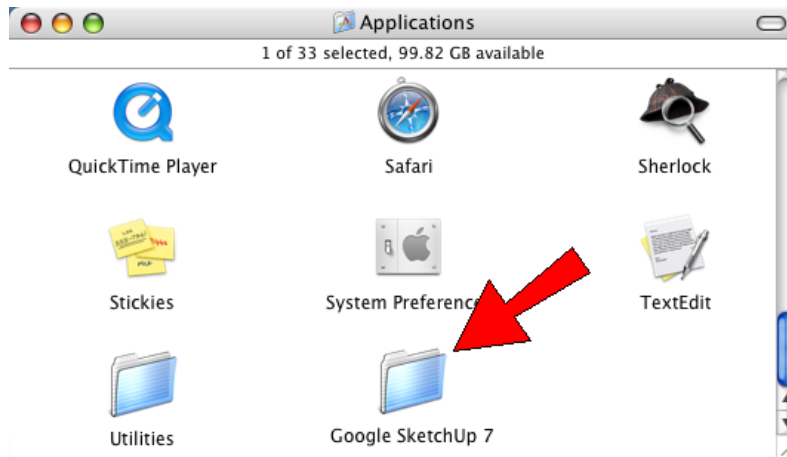 Applications
1 of 33 selected, 99.82 GB available
QuickTime Player
Safari
Sherlock
Stickies
System Preference
TextEdit
Utilities
Google SketchUp 7